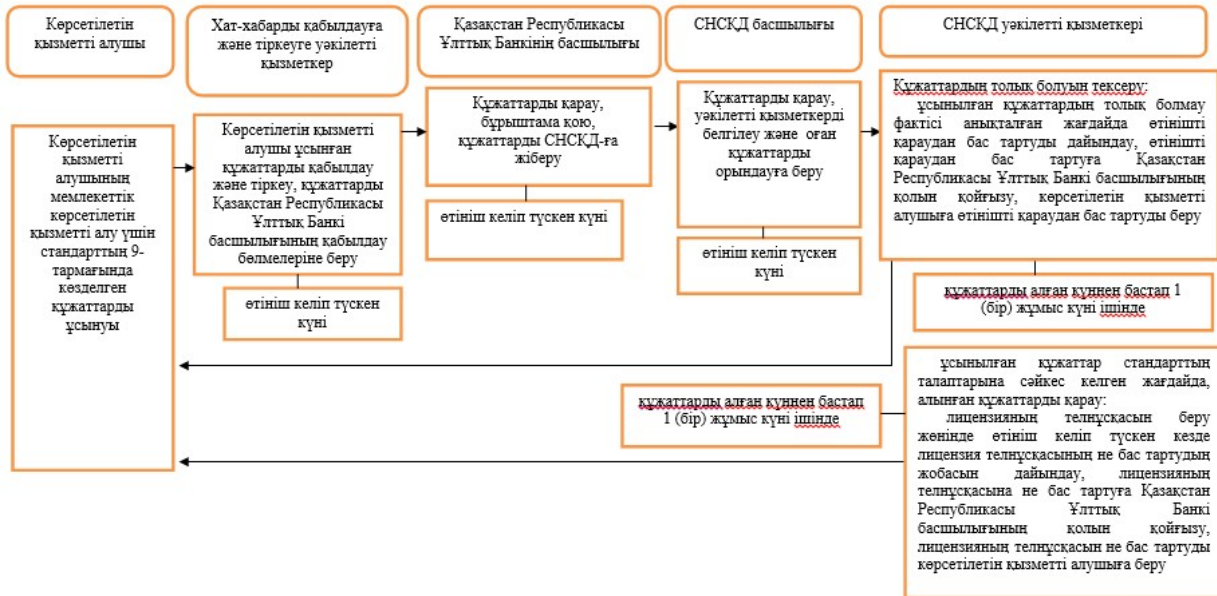 Көрсетілетін
қызметті алушы
Хат-хабарды қабылдауға
және тіркеуге уәкілетті
қызметкер
Қазақстан Республикасы
Ұлттық Банкінің басшылығы
СНСҚД басшылығы
СНСҚД уәкілетті қызметкері
Көрсетілетін
қызметті
алушының
мемлекеттік
көрсетілетін
қызметті алу үшін
стандарттың 9-
тармағында
көзделген
құжаттарды
ұсынуы
Көрсетілетін қызметті
алушы ұсынған
құжаттарды қабылдау
және тіркеу, құжаттарды
Қазақстан Республикасы
Ұлттық Банкі
басшылығының қабылдау
бөлмелеріне беру
өтініш келіп түскен
күні
Құжаттарды қарау,
бұрыштама қою,
құжаттарды СНСҚД-ға
жіберу
өтініш келіп түскен күні
Құжаттарды қарау,
уәкілетті қызметкерді
белгілеу және оған
құжаттарды
орындауға беру
өтініш келіп түскен
күні
Құжаттардың толық болуын тексеру:
ұсынылған құжаттардың толық болмау
фактісі анықталған жағдайда өтінішті
қараудан бас тартуды дайындау, өтінішті
қараудан бас тартуға Қазақстан
Республикасы Ұлттық Банкі басшылығының
қолын қойғызу, көрсетілетін қызметті
алушыға өтінішті қараудан бас тартуды беру
құжаттарды алған күннен бастап 1
(бір) жұмыс күні ішінде
құжаттарды алған күннен бастап
1 (бір) жұмыс күні ішінде
ұсынылған құжаттар стандарттың
талаптарына сәйкес келген жағдайда,
алынған құжаттарды қарау:
лицензияның телнұсқасын беру
жөнінде өтініш келіп түскен кезде
лицензия телнұсқасының не бас тартудың
жобасын дайындау, лицензияның
телнұсқасына не бас тартуға Қазақстан
Республикасы Ұлттық Банкі
басшылығының қолын қойғызу,
лицензияның телнұсқасын не бас тартуды
көрсетілетін қызметті алушыға беру